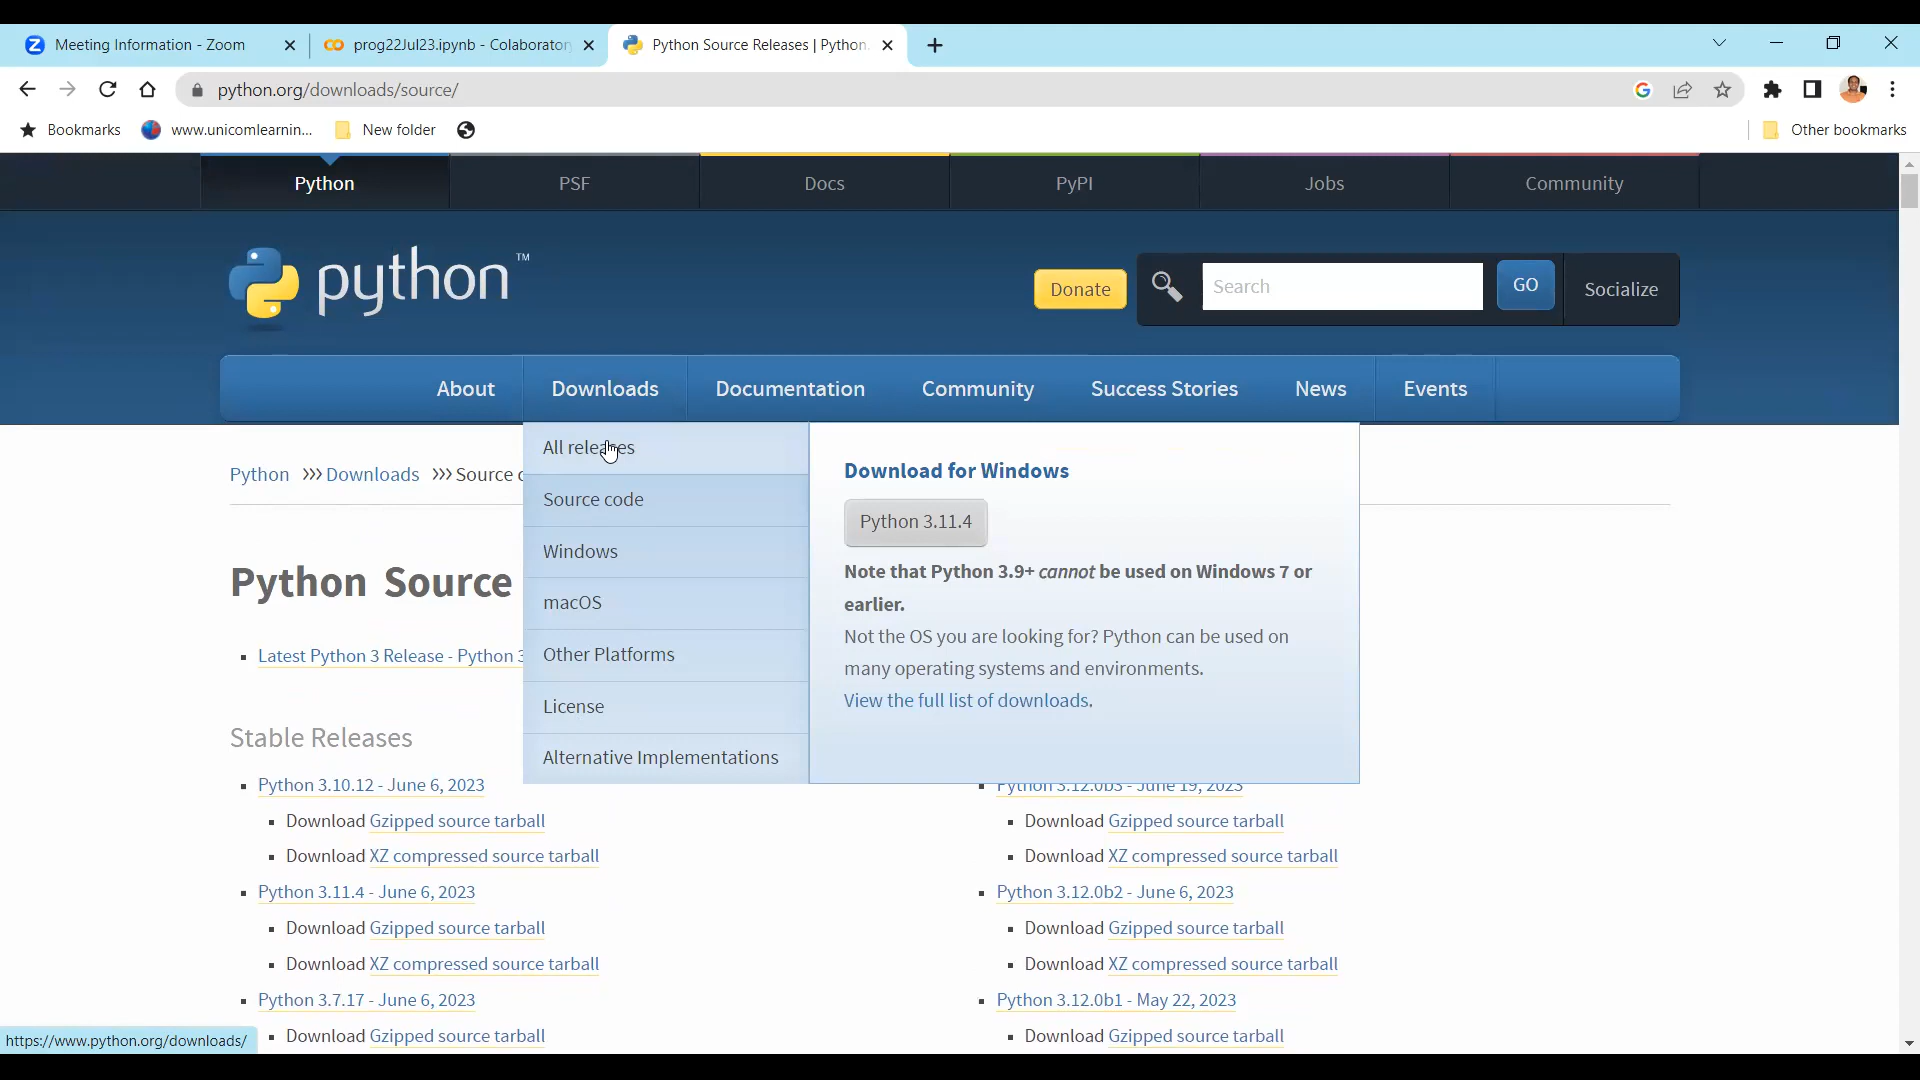 Meeting Information - Zoom
prog22Jul23.ipynb - Colaboratory
Python Source Releases | Python.
python.org/downloads/source/
Bookmarks
www.unicomlearnin...
New folder
Other bookmarks
Python
PSF
Docs
PyPI
Jobs
Community
python™
Donate
Search
GO
Socialize
About
Downloads
Documentation
Community
Success Stories
News
Events
All releases
Source code
Windows
macOS
Other Platforms
License
Alternative Implementations
Download for Windows
Python 3.11.4
Note that Python 3.9+ cannot be used on Windows 7 or
earlier.
Not the OS you are looking for? Python can be used on
many operating systems and environments.
View the full list of downloads.
Python >>> Downloads >>> Source
Python Source
Latest Python 3 Release - Python 3
Stable Releases
Python 3.10.12 - June 6, 2023
Download Gzipped source tarball
Download XZ compressed source tarball
Python 3.11.4 - June 6, 2023
Download Gzipped source tarball
Download XZ compressed source tarball
Python 3.7.17 - June 6, 2023
Download Gzipped source tarball
Python 3.12.0b3 - June 19, 2023
Download Gzipped source tarball
Download XZ compressed source tarball
Python 3.12.0b2 - June 6, 2023
Download Gzipped source tarball
Download XZ compressed source tarball
Python 3.12.0b1 - May 22, 2023
Download Gzipped source tarball
https://www.python.org/downloads/